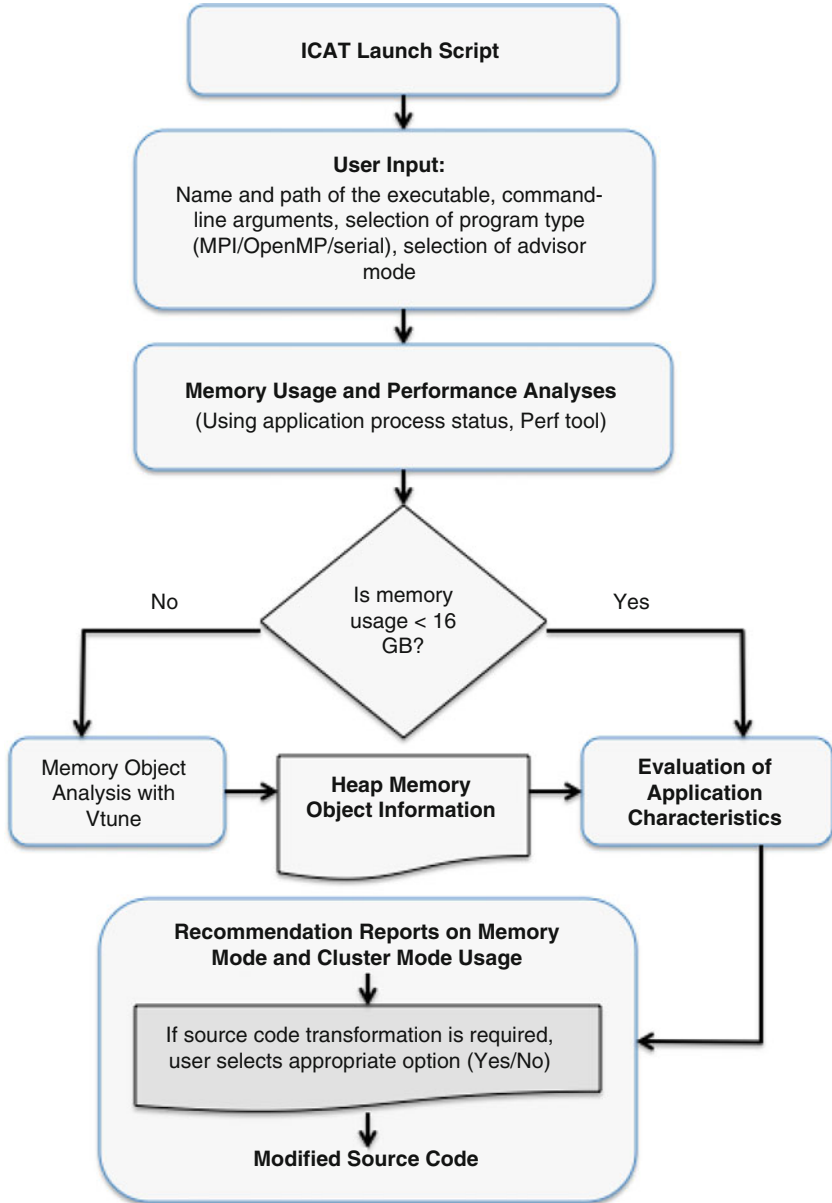 ICAT Launch Script
User Input:
Name and path of the executable, command-
line arguments, selection of program type
(MPI/OpenMP/serial), selection of advisor
mode
Memory Usage and Performance Analyses
(Using application process status, Perf tool)
Is memory
usage < 16
GB?
No
Yes
Memory Object
Analysis with
Vtune
Heap Memory
Object Information
Evaluation of
Application
Characteristics
Recommendation Reports on Memory
Mode and Cluster Mode Usage
If source code transformation is required,
user selects appropriate option (Yes/No)
Modified Source Code